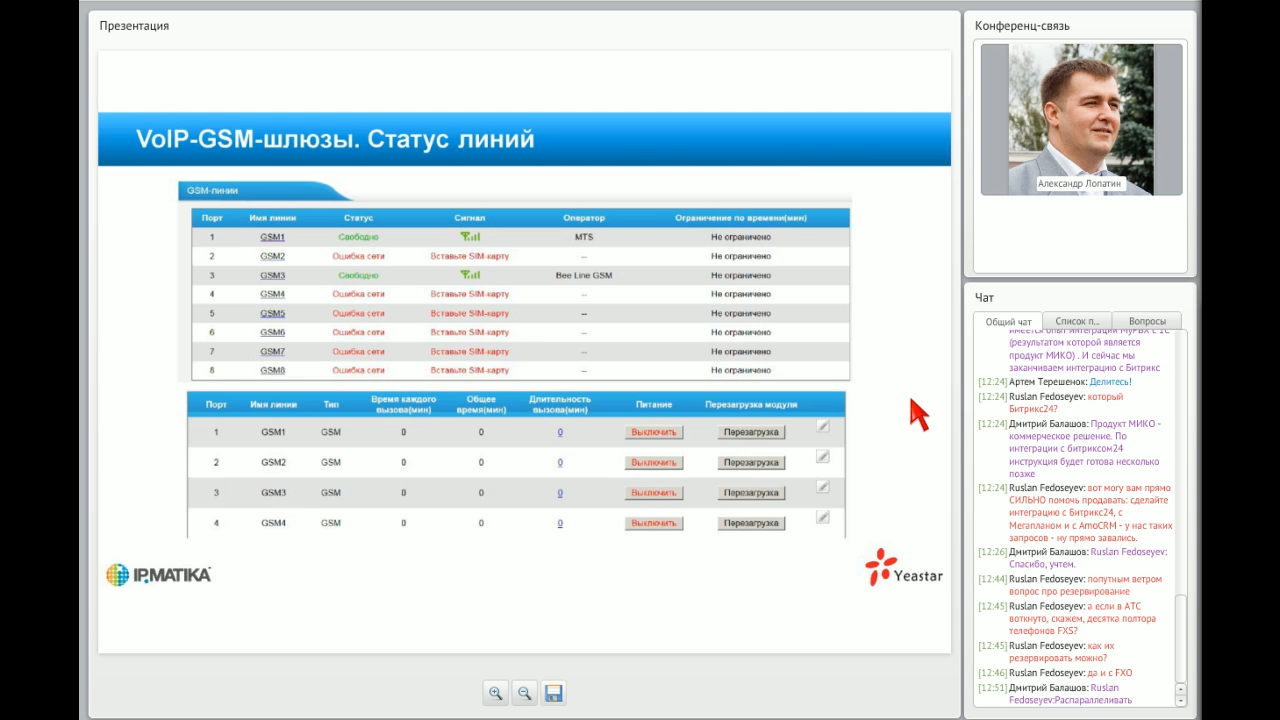 Презентация
VoIP-GSM-шлюзы. Статус линий
GSM-линии
Порт Имя линии Статус Сигнал Оператор Ограничение по времени(мин)
1 GSM1 Свободно MTS Не ограничено
2 GSM2 Ошибка сети Вставьте SIM-карту -- Не ограничено
3 GSM3 Свободно Bee Line GSM Не ограничено
4 GSM4 Ошибка сети Вставьте SIM-карту -- Не ограничено
5 GSM5 Ошибка сети Вставьте SIM-карту -- Не ограничено
6 GSM6 Ошибка сети Вставьте SIM-карту -- Не ограничено
7 GSM7 Ошибка сети Вставьте SIM-карту -- Не ограничено
8 GSM8 Ошибка сети Вставьте SIM-карту -- Не ограничено
Порт Имя линии Тип Время каждого вызова(мин) Общее время(мин) Длительность вызова(мин) Питание Перезагрузка модуля
1 GSM1 GSM 0 0 0 Выключить Перезагрузка
2 GSM2 GSM 0 0 0 Выключить Перезагрузка
3 GSM3 GSM 0 0 0 Выключить Перезагрузка
4 GSM4 GSM 0 0 0 Выключить Перезагрузка
IPMATIKA
Yeastar
Конференц-связь
Александр Лопатин
Чат
Общий чат Список п... Вопросы
имеется опыт интеграции MyPBX с 1С
(результатом которой является
продукт МИКО) . И сейчас мы
заканчиваем интеграцию с Битрикс
[12:24] Артем Терешенок: Делитесь!
[12:24] Ruslan Fedoseyev: который
Битрикс24?
[12:24] Дмитрий Балашов: Продукт МИКО -
коммерческое решение. По
интеграции с битриксом24
инструкция будет готова несколько
позже
[12:24] Ruslan Fedoseyev: вот могу вам прямо
СИЛЬНО помочь продавать: сделайте
интеграцию с Битрикс24, с
Мегапланом и с AmoCRM - у нас таких
запросов - ну прямо завались.
[12:26] Дмитрий Балашов: Ruslan Fedoseyev:
Спасибо, учтем.
[12:44] Ruslan Fedoseyev: попутным ветром
вопрос про резервирование
[12:45] Ruslan Fedoseyev: а если в АТС
воткнуто, скажем, десятка полтора
телефонов FXS?
[12:45] Ruslan Fedoseyev: как их
резервировать можно?
[12:46] Ruslan Fedoseyev: да и с FXO
[12:51] Дмитрий Балашов: Ruslan
Fedoseyev:Распараллеливать